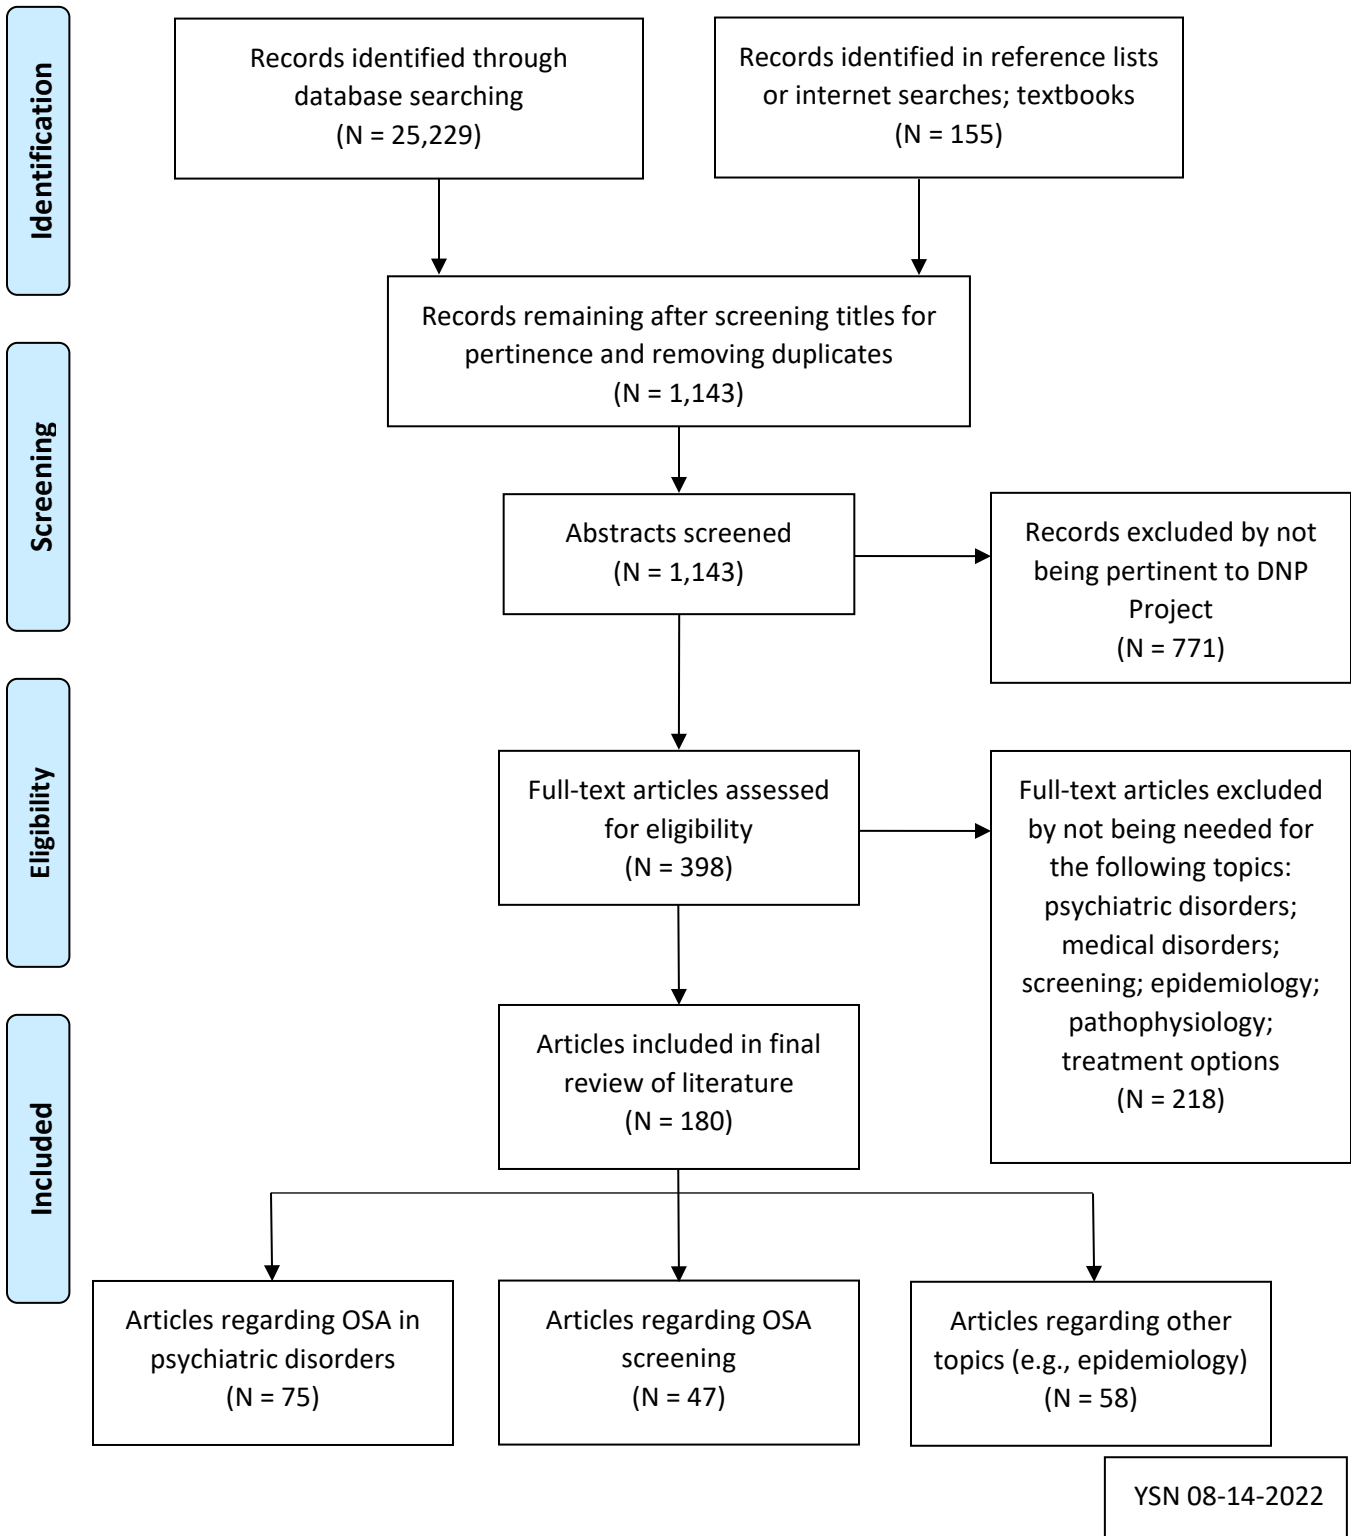 Identification
Records identified through
database searching
(N = 25,229)
Records identified in reference lists
or internet searches; textbooks
(N = 155)
Records remaining after screening titles for
pertinence and removing duplicates
(N = 1,143)
Screening
Abstracts screened
(N = 1,143)
Records excluded by not
being pertinent to DNP
Project
(N = 771)
Eligibility
Full-text articles assessed
for eligibility
(N = 398)
Full-text articles excluded
by not being needed for
the following topics:
psychiatric disorders;
medical disorders;
screening; epidemiology;
pathophysiology;
treatment options
(N = 218)
Included
Articles included in final
review of literature
(N = 180)
Articles regarding OSA in
psychiatric disorders
(N = 75)
Articles regarding OSA
screening
(N = 47)
Articles regarding other
topics (e.g., epidemiology)
(N = 58)
YSN 08-14-2022